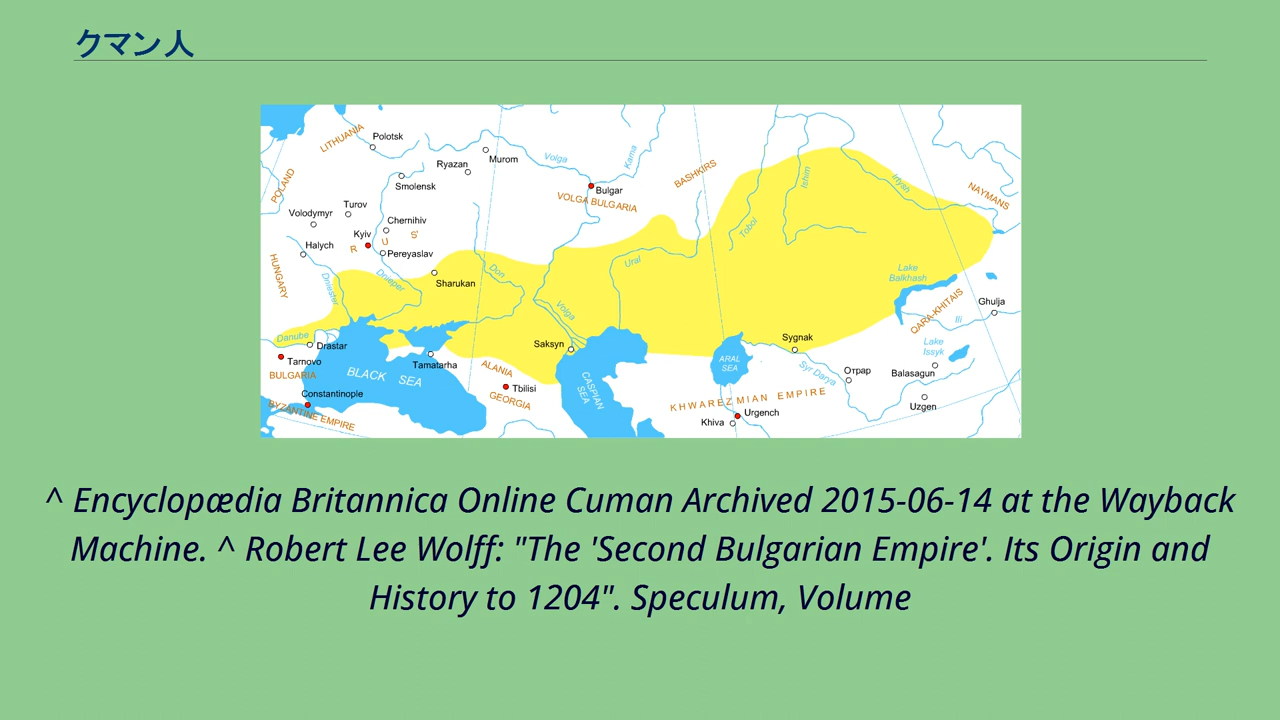 クマン人
LITHUANIA
Polotsk
Ryazan
Murom
Volga
Kama
BASHKIRS
Ishim
Irtysh
NAYMANS
POLAND
Smolensk
Bulgar
VOLGA BULGARIA
Turov
Volodymyr
Chernihiv
Kyiv
R U S'
Tobol
Halych
Pereyaslav
HUNGARY
Dniester
Dnieper
Don
Sharukan
Ural
Lake
Balkhash
QARA-KHITAIS
Ghulja
Volga
Ili
Danube
Drastar
Saksyn
Sygnak
Lake
Issyk
Tarnovo
Tamatarha
ALANIA
ARAL
SEA
Syr Darya
Отрар
Balasagun
BULGARIA
BLACK SEA
Tbilisi
CASPIAN
SEA
Constantinople
GEORGIA
KHWAREZMIAN EMPIRE
Uzgen
BYZANTINE EMPIRE
Urgench
Khiva
^ Encyclopædia Britannica Online Cuman Archived 2015-06-14 at the Wayback
Machine. ^ Robert Lee Wolff: "The 'Second Bulgarian Empire'. Its Origin and
History to 1204". Speculum, Volume